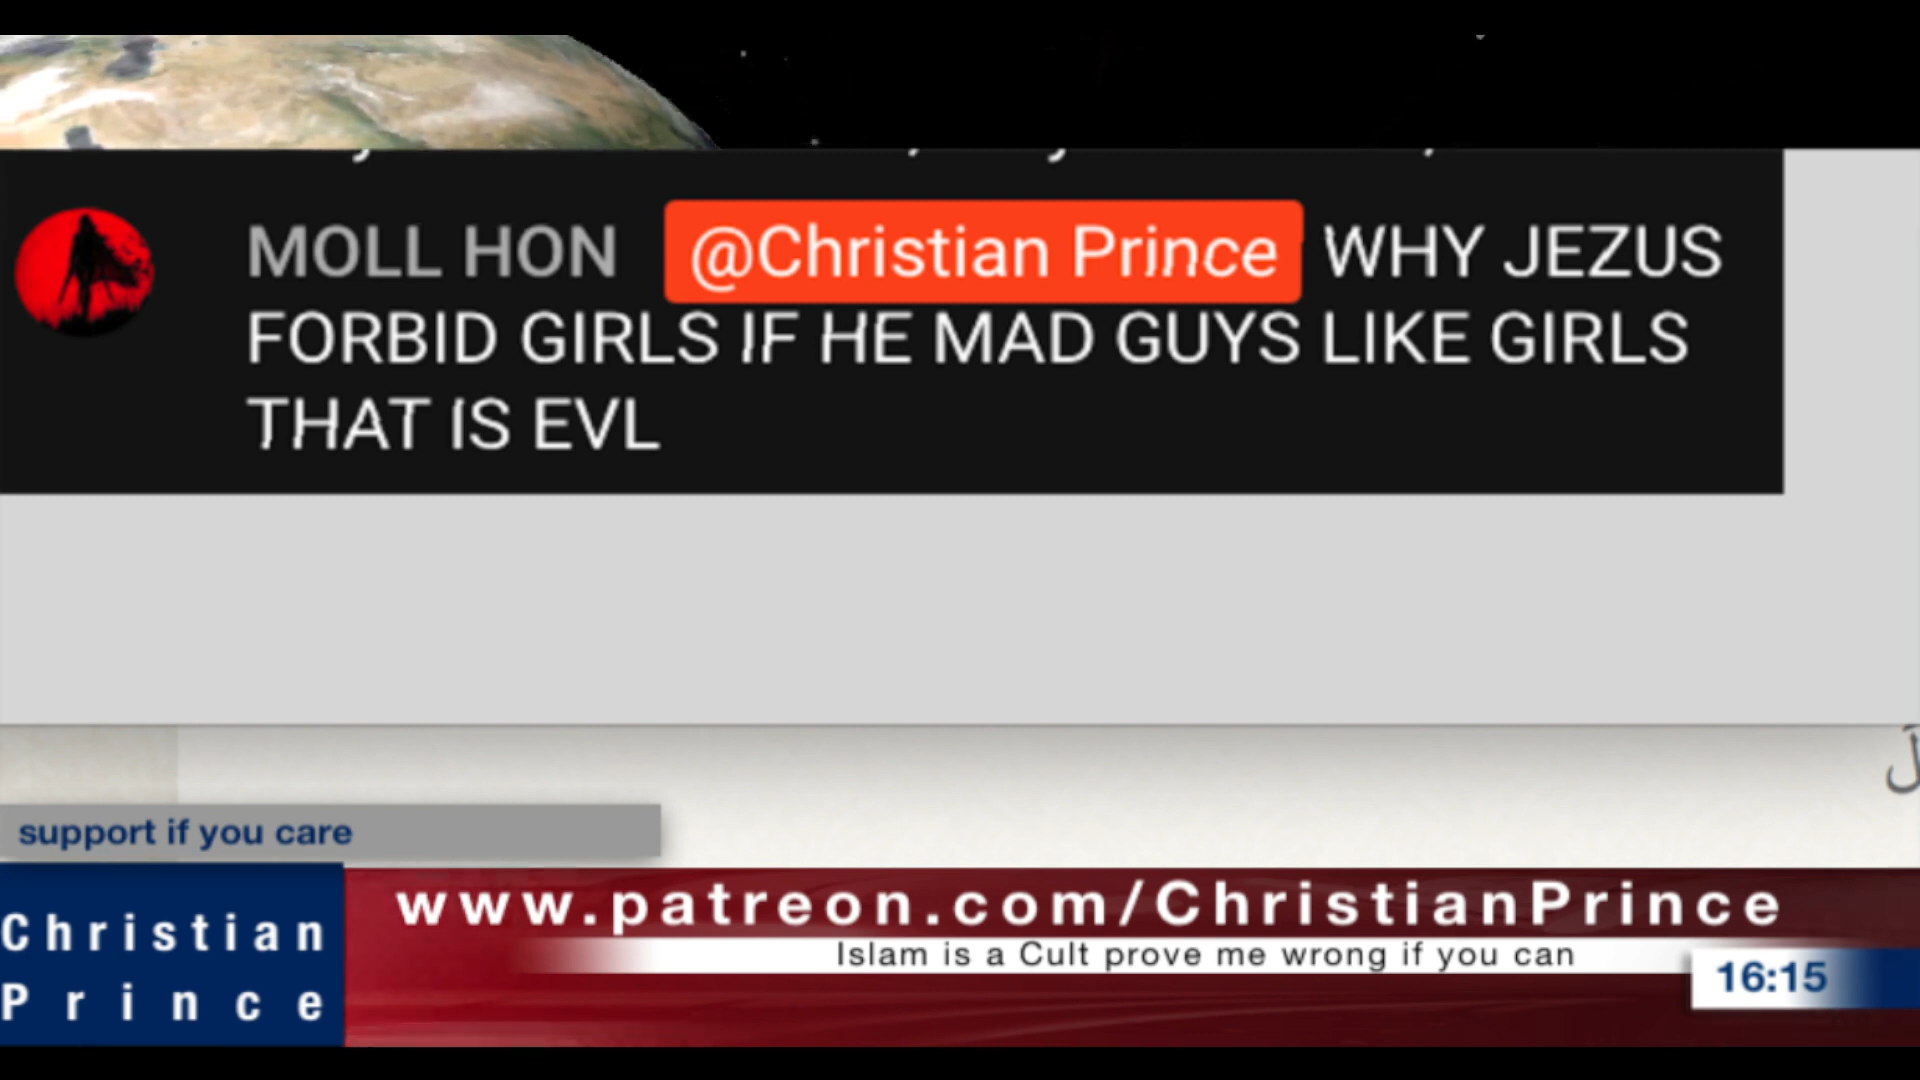 MOLL HON @Christian Prince WHY JEZUS
FORBID GIRLS IF HE MAD GUYS LIKE GIRLS
THAT IS EVL
support if you care
Christian
Prince
www.patreon.com/ChristianPrince
Islam is a Cult prove me wrong if you can
16:15